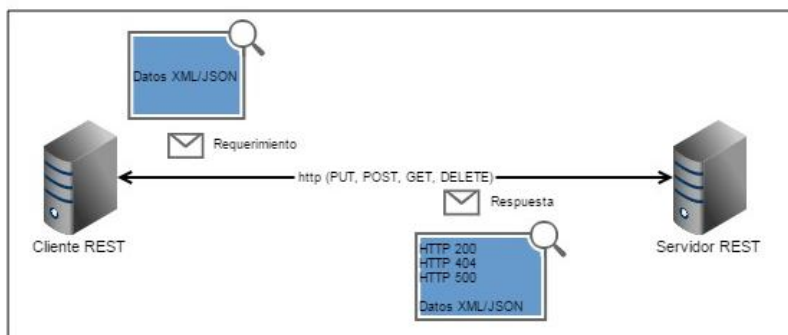 Datos XML/JSON
Requerimiento
http (PUT, POST, GET, DELETE)
Respuesta
Cliente REST
Servidor REST
HTTP 200
HTTP 404
HTTP 500
Datos XML/JSON